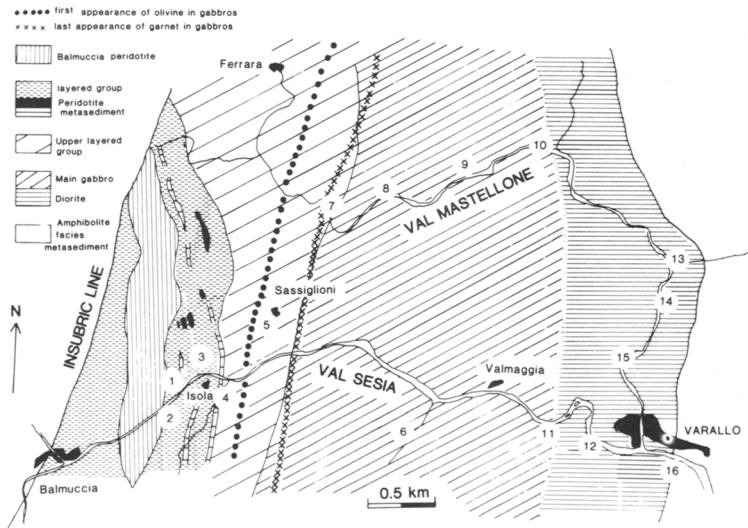 first appearance of olivine in gabbros
last appearance of garnet in gabbros
Balmuccia peridotite
layered group
Peridotite
metasediment
Upper layered
group
Main gabbro
Diorite
Amphibolite
facies
metasediment
N
INSUBRIC LINE
Ferrara
10
9
8
7
VAL MASTELLONE
13
Sassiglioni
14
5
15
3
VAL SESIA
Valmaggia
1
Isola
4
2
6
11
VARALLO
12
16
Balmuccia
0.5 km